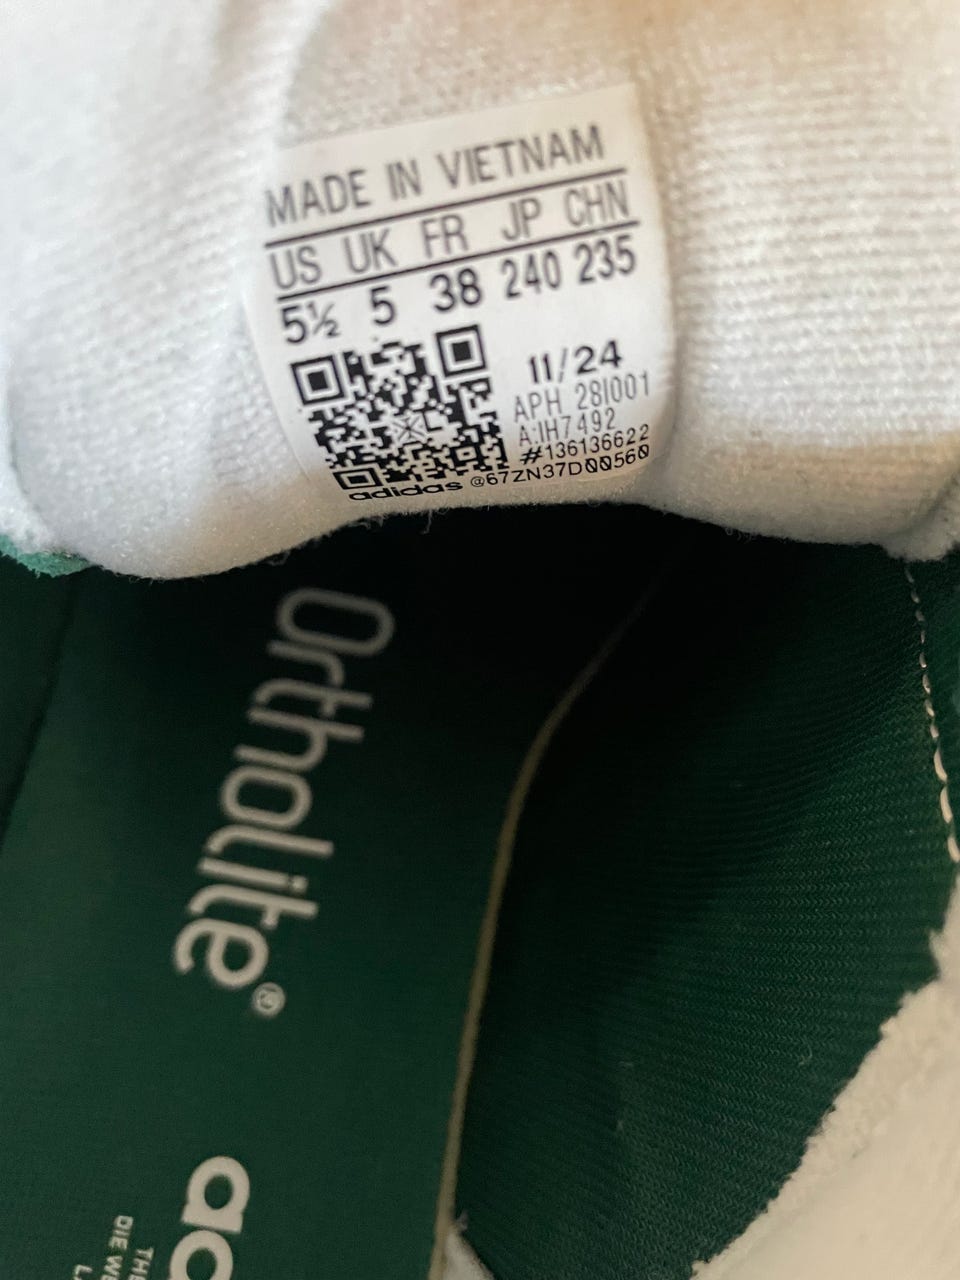 MADE IN VIETNAM
US UK FR JP CHN
5½ 5 38 240 235
11/24
APH 281001
A:IH7492
#136136622
adidas @67ZN37D00560
Ortholite®